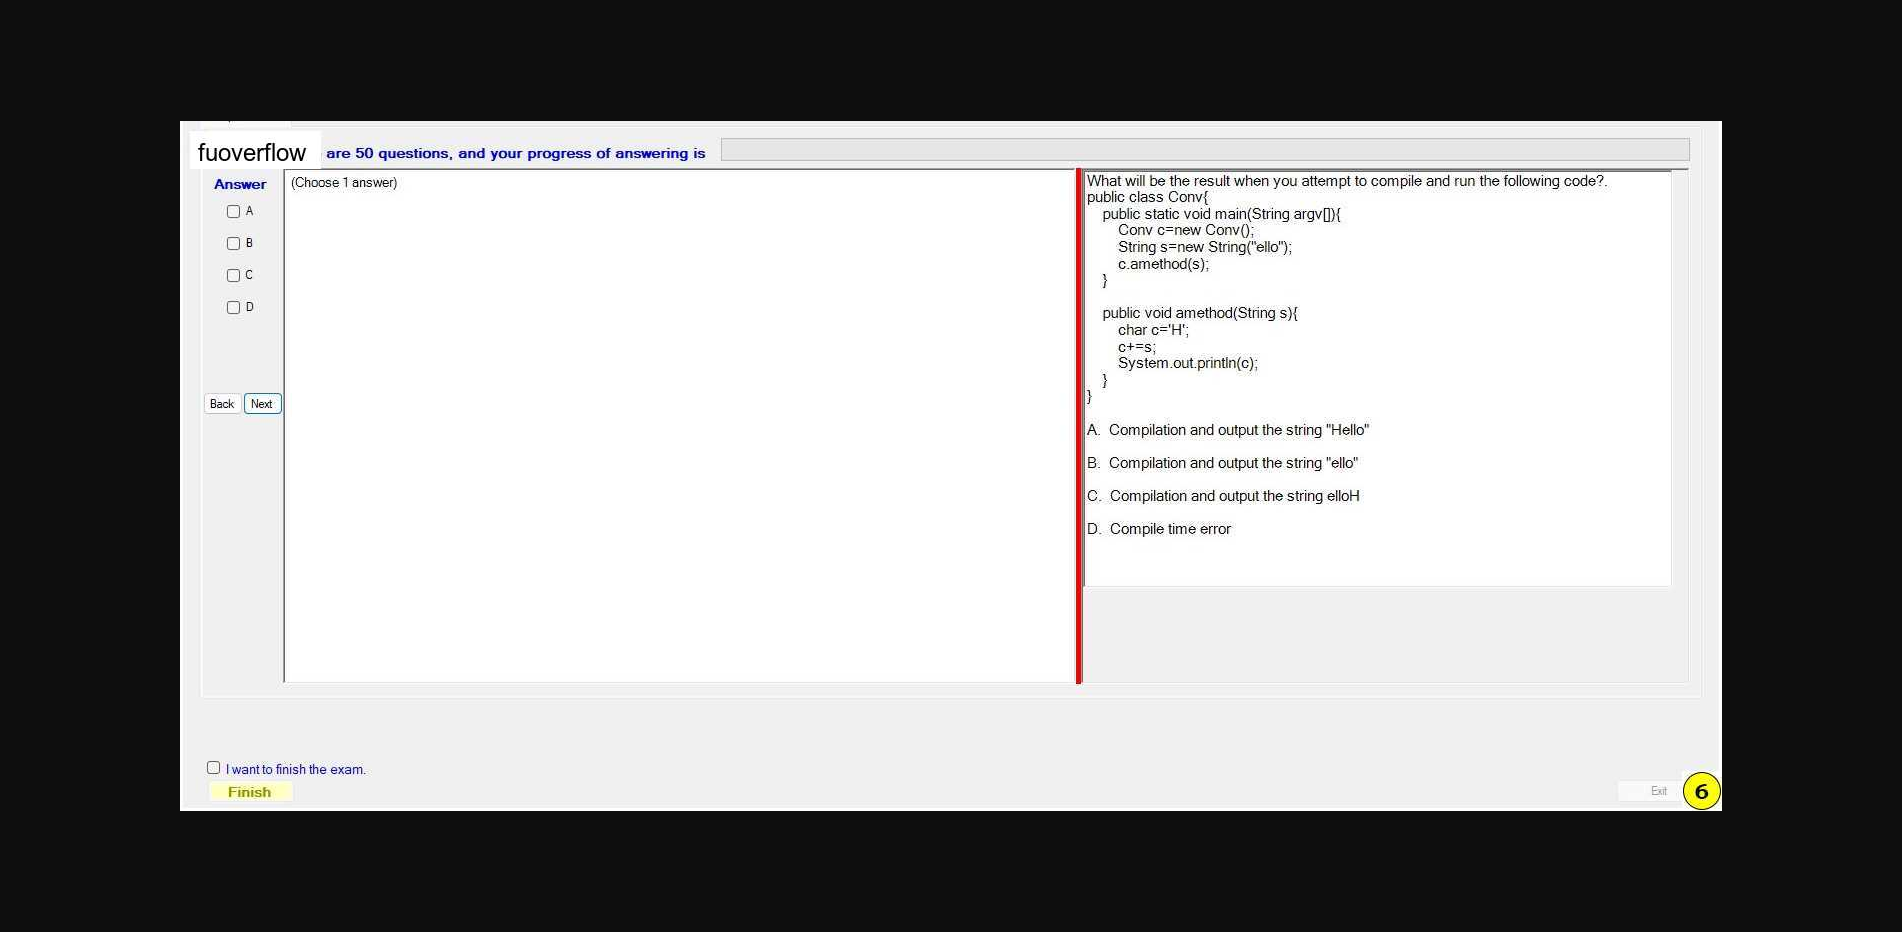 fuoverflow are 50 questions, and your progress of answering is
Answer
A
B
C
D
Back Next
(Choose 1 answer)
What will be the result when you attempt to compile and run the following code?.
public class Conv{
public static void main(String argv[]){
Conv c=new Conv();
String s=new String("ello");
c.amethod(s);
}
public void amethod(String s){
char c='H';
c+=s;
System.out.println(c);
}
}
A. Compilation and output the string "Hello"
B. Compilation and output the string "ello"
C. Compilation and output the string elloH
D. Compile time error
I want to finish the exam.
Finish
Exit
6